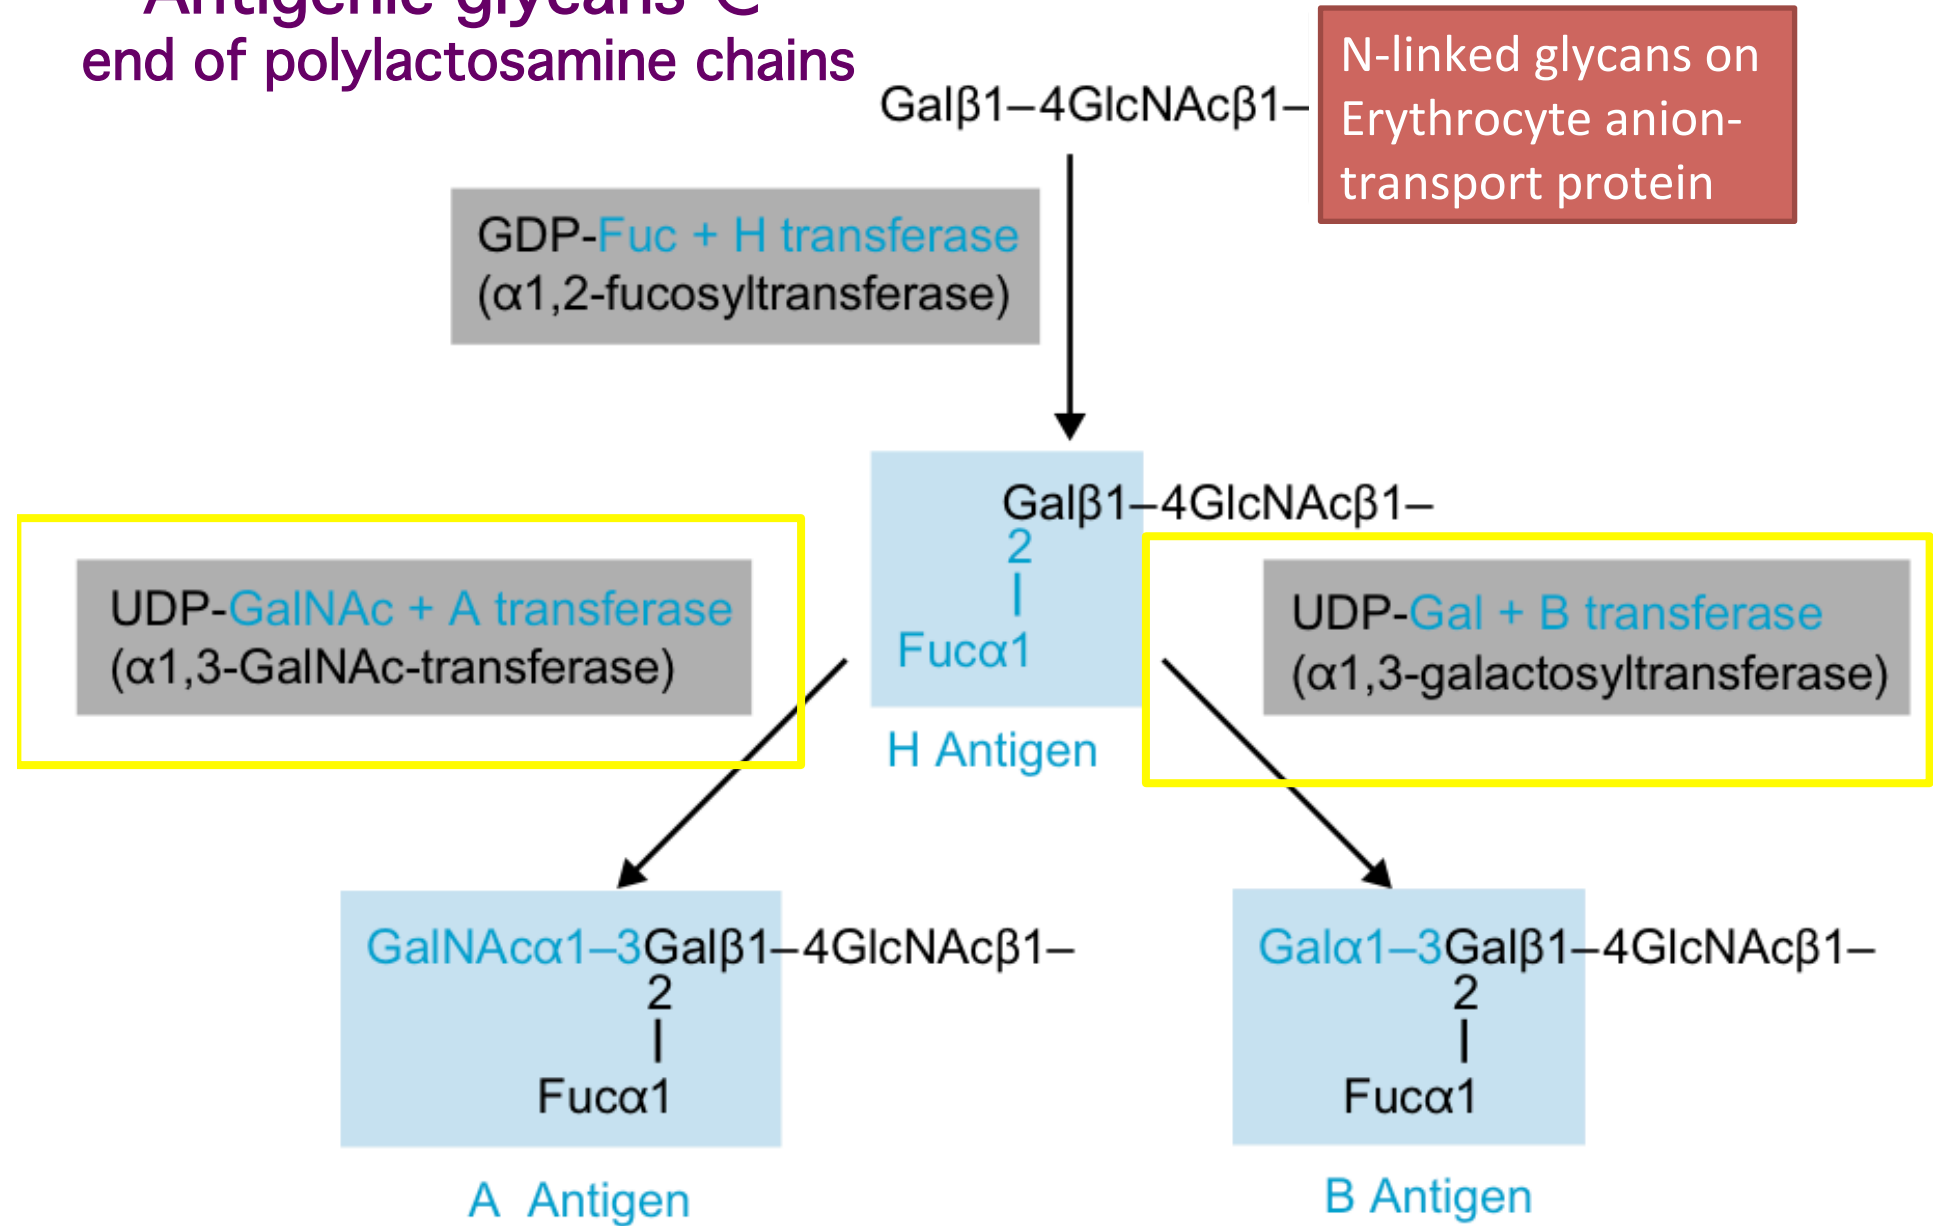 Antigenic glycans @
end of polylactosamine chains
N-linked glycans on
Erythrocyte anion-
transport protein
Galβ1–4GlcNAcβ1–
GDP-Fuc + H transferase
(α1,2-fucosyltransferase)
Galβ1–4GlcNAcβ1–
2
Fucα1
H Antigen
UDP-GalNAc + A transferase
(α1,3-GalNAc-transferase)
UDP-Gal + B transferase
(α1,3-galactosyltransferase)
GalNAcα1–3Galβ1–4GlcNAcβ1–
2
Fucα1
A Antigen
Galα1–3Galβ1–4GlcNAcβ1–
2
Fucα1
B Antigen